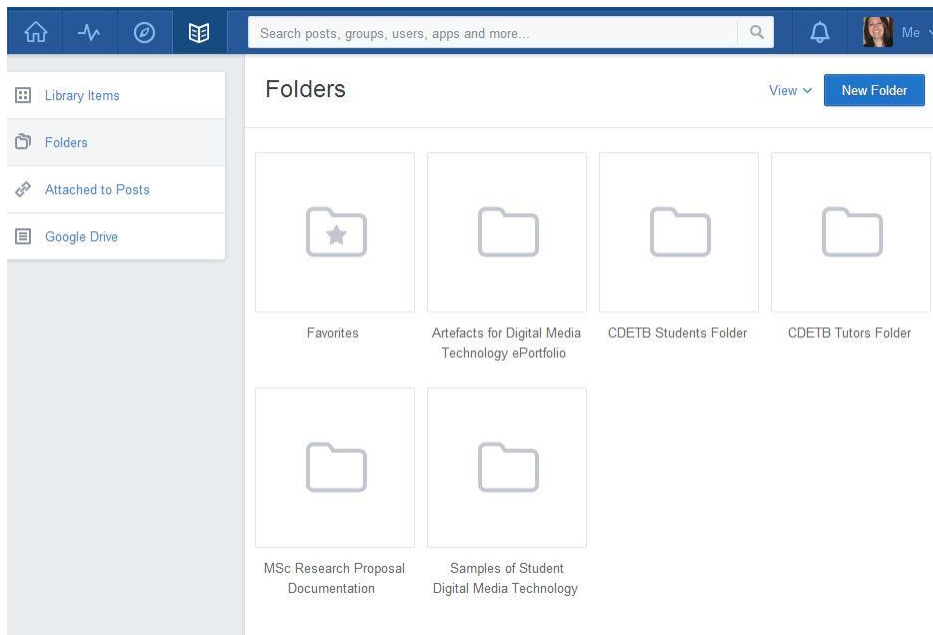 Search posts, groups, users, apps and more...
Me
Library Items
Folders
Attached to Posts
Google Drive
Folders
View
New Folder
Favorites
Artefacts for Digital Media
Technology ePortfolio
CDETB Students Folder
CDETB Tutors Folder
MSc Research Proposal
Documentation
Samples of Student
Digital Media Technology